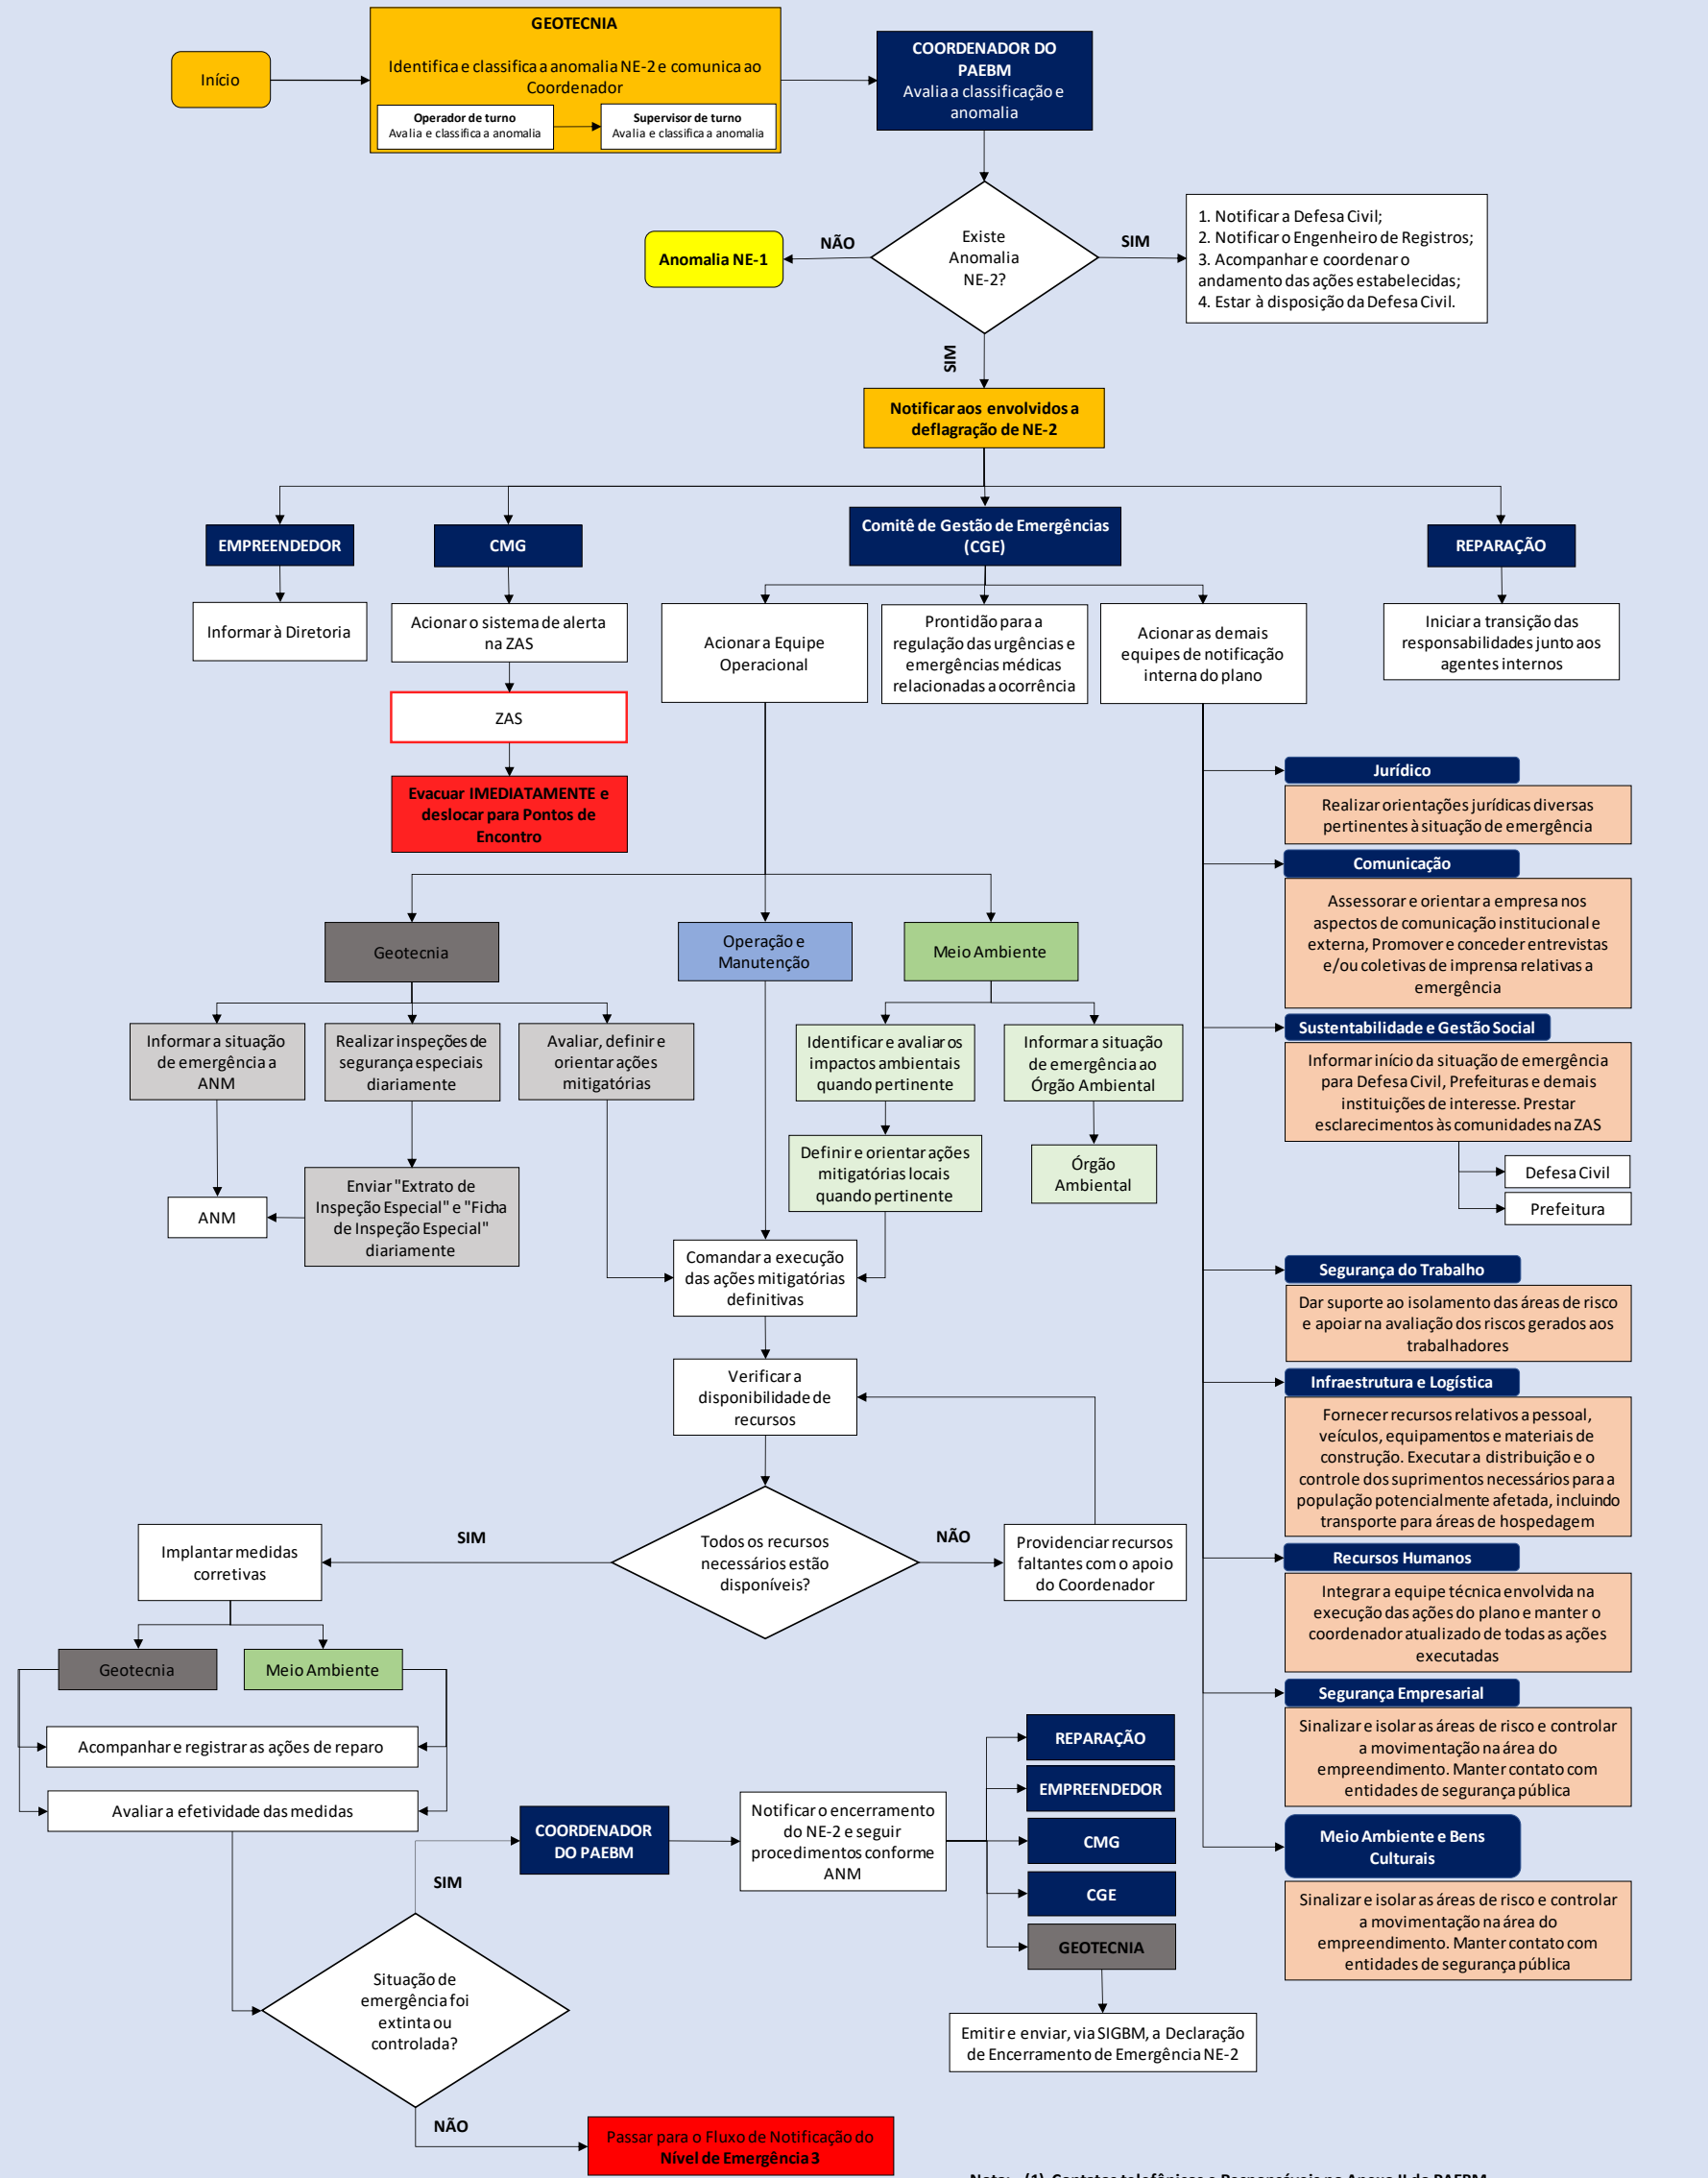 Início
GEOTECNIA
Identifica e classifica a anomalia NE-2 e comunica ao
Coordenador
Operador de turno
Avalia e classifica a anomalia
Supervisor de turno
Avalia e classifica a anomalia
COORDENADOR DO
PAEBM
Avalia a classificação e
anomalia
Existe
Anomalia
NE-2?
NÃO
Anomalia NE-1
SIM
1. Notificar a Defesa Civil;
2. Notificar o Engenheiro de Registros;
3. Acompanhar e coordenar o
andamento das ações estabelecidas;
4. Estar à disposição da Defesa Civil.
SIM
Notificar aos envolvidos a
deflagração de NE-2
EMPREENDEDOR
Informar à Diretoria
CMG
Acionar o sistema de alerta
na ZAS
ZAS
Evacuar IMEDIATAMENTE e
deslocar para Pontos de
Encontro
Comitê de Gestão de Emergências
(CGE)
Acionar a Equipe
Operacional
Prontidão para a
regulação das urgências e
emergências médicas
relacionadas a ocorrência
Acionar as demais
equipes de notificação
interna do plano
REPARAÇÃO
Iniciar a transição das
responsabilidades junto aos
agentes internos
Geotecnia
Informar a situação
de emergência a
ANM
Realizar inspeções de
segurança especiais
diariamente
Avaliar, definir e
orientar ações
mitigatórias
ANM
Enviar "Extrato de
Inspeção Especial" e "Ficha
de Inspeção Especial"
diariamente
Operação e
Manutenção
Meio Ambiente
Identificar e avaliar os
impactos ambientais
quando pertinente
Informar a situação
de emergência ao
Órgão Ambiental
Definir e orientar ações
mitigatórias locais
quando pertinente
Órgão
Ambiental
Comandar a execução
das ações mitigatórias
definitivas
Verificar a
disponibilidade de
recursos
Todos os recursos
necessários estão
disponíveis?
NÃO
Providenciar recursos
faltantes com o apoio
do Coordenador
SIM
Implantar medidas
corretivas
Geotecnia
Meio Ambiente
Acompanhar e registrar as ações de reparo
Avaliar a efetividade das medidas
Situação de
emergência foi
extinta ou
controlada?
SIM
COORDENADOR
DO PAEBM
Notificar o encerramento
do NE-2 e seguir
procedimentos conforme
ANM
REPARAÇÃO
EMPREENDEDOR
CMG
CGE
GEOTECNIA
Emitir e enviar, via SIGBM, a Declaração
de Encerramento de Emergência NE-2
NÃO
Passar para o Fluxo de Notificação do
Nível de Emergência 3
Jurídico
Realizar orientações jurídicas diversas
pertinentes à situação de emergência
Comunicação
Assessorar e orientar a empresa nos
aspectos de comunicação institucional e
externa, Promover e conceder entrevistas
e/ou coletivas de imprensa relativas a
emergência
Sustentabilidade e Gestão Social
Informar início da situação de emergência
para Defesa Civil, Prefeituras e demais
instituições de interesse. Prestar
esclarecimentos às comunidades na ZAS
Defesa Civil
Prefeitura
Segurança do Trabalho
Dar suporte ao isolamento das áreas de risco
e apoiar na avaliação dos riscos gerados aos
trabalhadores
Infraestrutura e Logística
Fornecer recursos relativos a pessoal,
veículos, equipamentos e materiais de
construção. Executar a distribuição e o
controle dos suprimentos necessários para a
população potencialmente afetada, incluindo
transporte para áreas de hospedagem
Recursos Humanos
Integrar a equipe técnica envolvida na
execução das ações do plano e manter o
coordenador atualizado de todas as ações
executadas
Segurança Empresarial
Sinalizar e isolar as áreas de risco e controlar
a movimentação na área do
empreendimento. Manter contato com
entidades de segurança pública
Meio Ambiente e Bens
Culturais
Sinalizar e isolar as áreas de risco e controlar
a movimentação na área do
empreendimento. Manter contato com
entidades de segurança pública
Nota: (1) Contatos telefônicos e Responsáveis no Anexo II do PAEBM